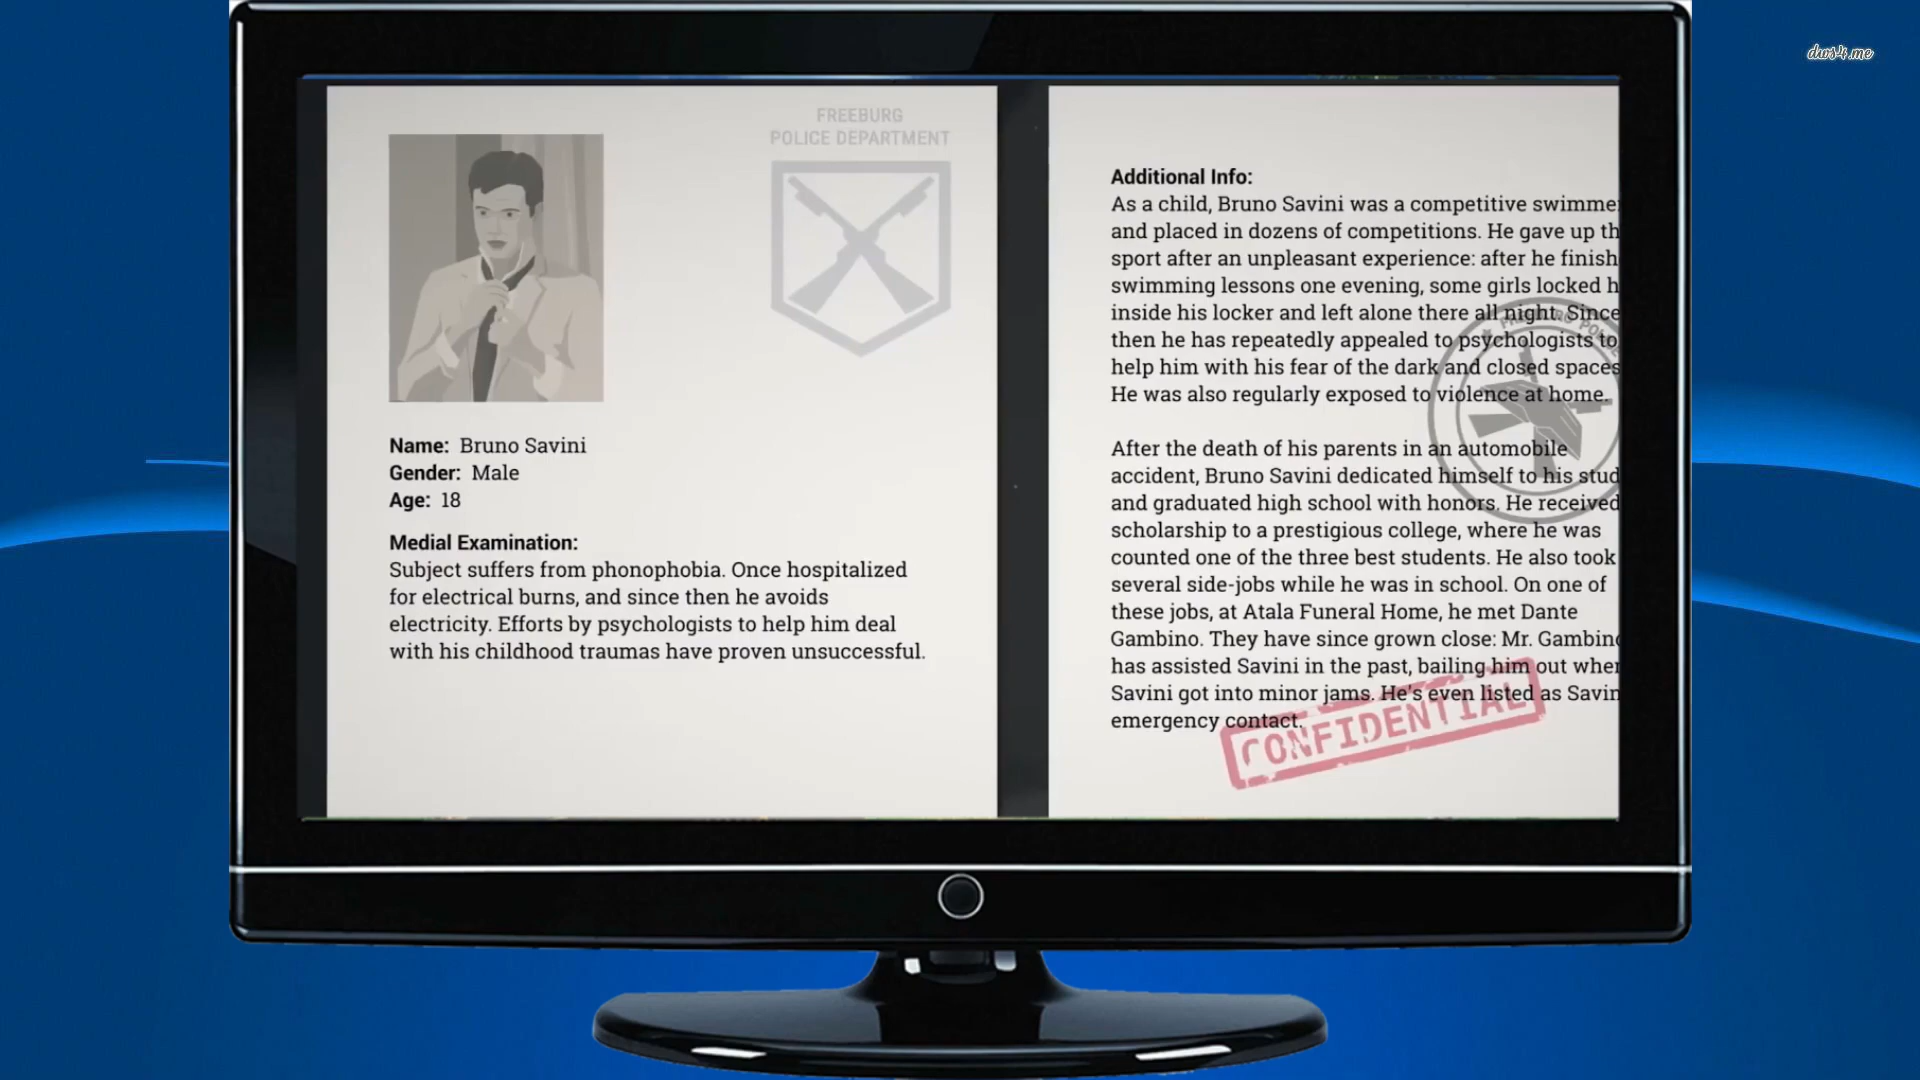 dws4.me
FREEBURG
POLICE DEPARTMENT
Name: Bruno Savini
Gender: Male
Age: 18
Medial Examination:
Subject suffers from phonophobia. Once hospitalized
for electrical burns, and since then he avoids
electricity. Efforts by psychologists to help him deal
with his childhood traumas have proven unsuccessful.
Additional Info:
As a child, Bruno Savini was a competitive swimme
and placed in dozens of competitions. He gave up th
sport after an unpleasant experience: after he finish
swimming lessons one evening, some girls locked h
inside his locker and left alone there all night. Since
then he has repeatedly appealed to psychologists to
help him with his fear of the dark and closed spaces
He was also regularly exposed to violence at home.
After the death of his parents in an automobile
accident, Bruno Savini dedicated himself to his stud
and graduated high school with honors. He received
scholarship to a prestigious college, where he was
counted one of the three best students. He also took
several side-jobs while he was in school. On one of
these jobs, at Atala Funeral Home, he met Dante
Gambino. They have since grown close: Mr. Gambino
has assisted Savini in the past, bailing him out when
Savini got into minor jams. He's even listed as Savin
emergency contact.
FREEBURG POLICE
CONFIDENTIAL